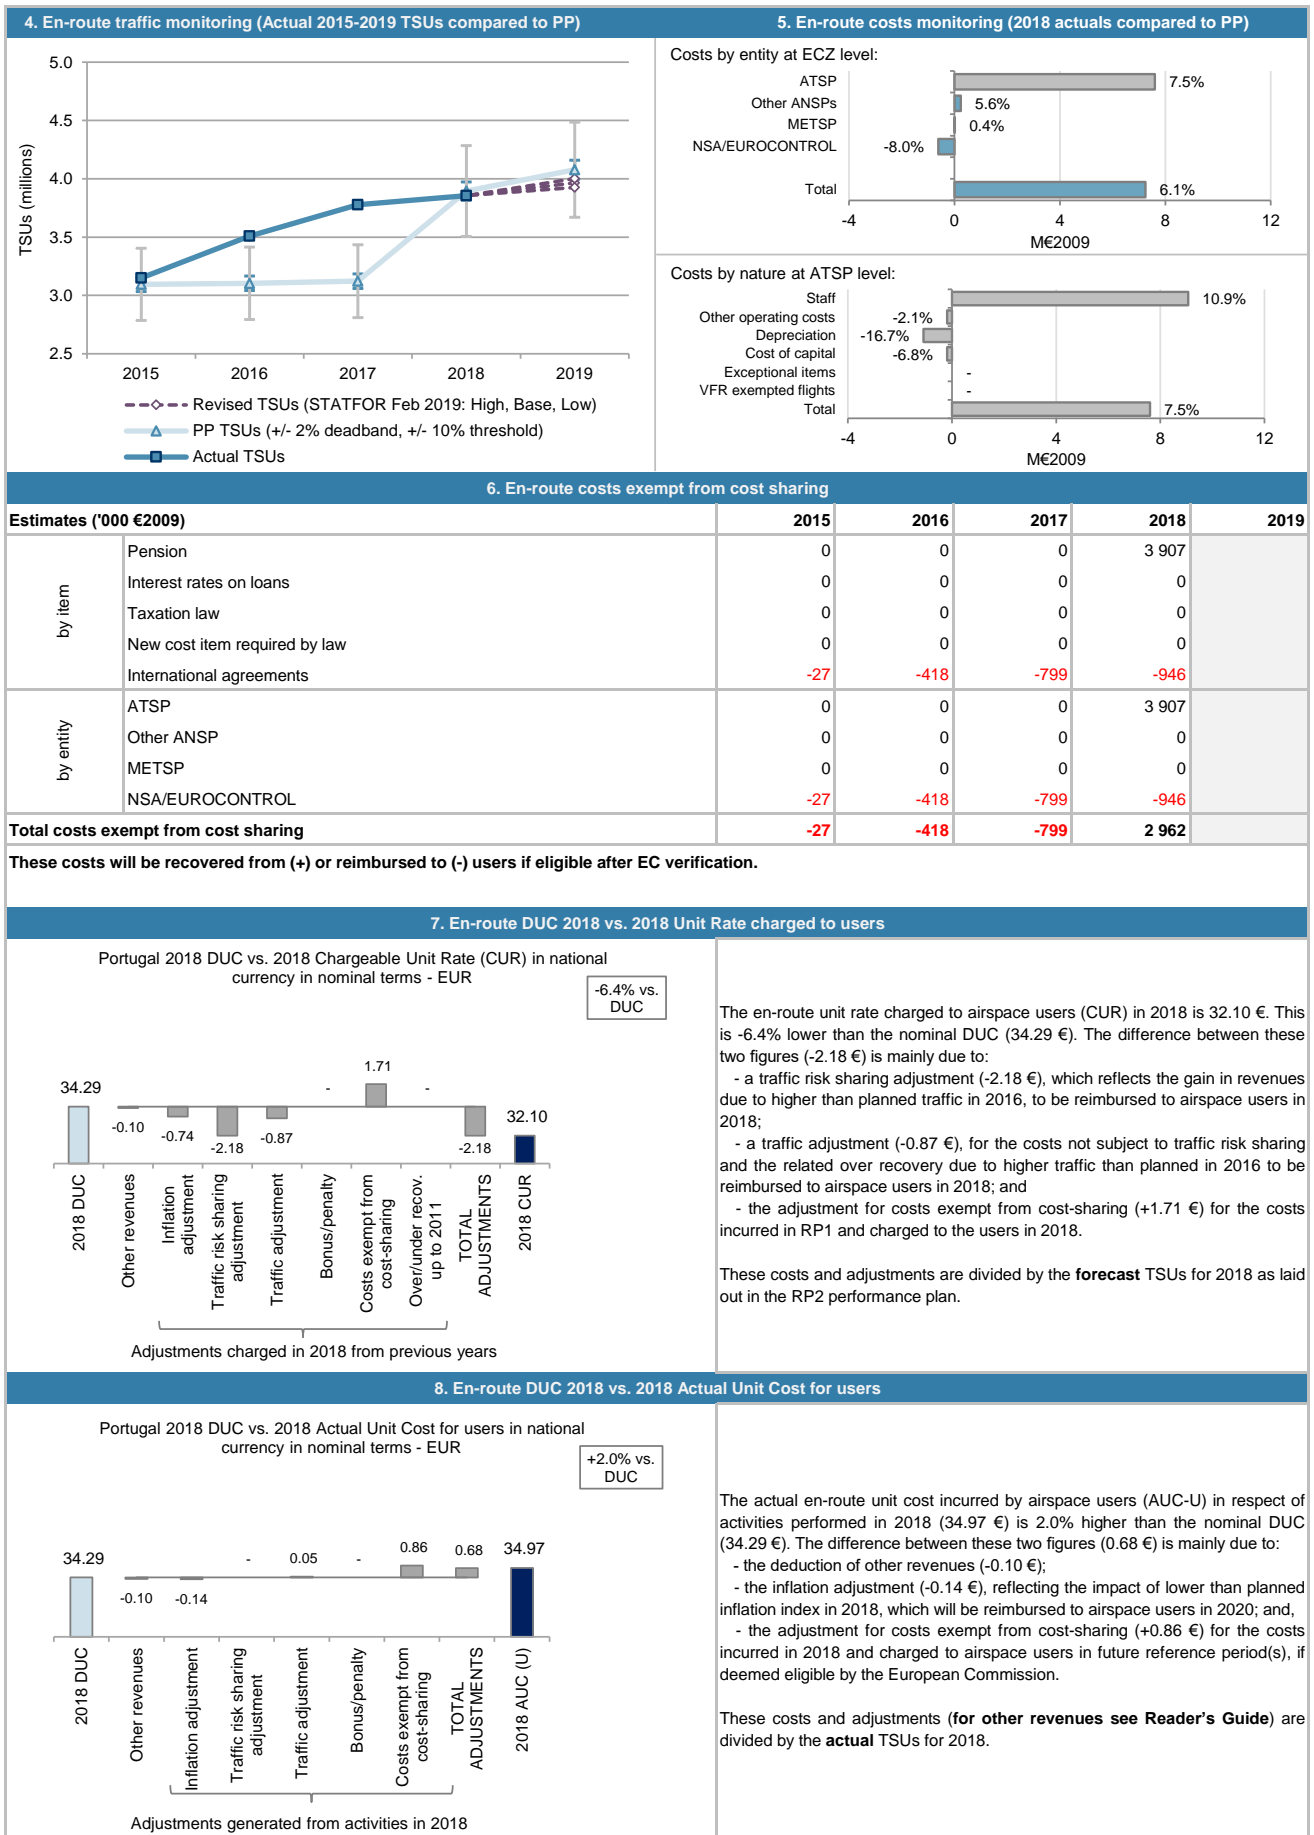 4. En-route traffic monitoring (Actual 2015-2019 TSUs compared to PP)
5.0
4.5
4.0
3.5
3.0
2.5
TSUs (millions)
2015 2016 2017 2018 2019
Revised TSUs (STATFOR Feb 2019: High, Base, Low)
PP TSUs (+/- 2% deadband, +/- 10% threshold)
Actual TSUs
5. En-route costs monitoring (2018 actuals compared to PP)
Costs by entity at ECZ level:
ATSP 7.5%
Other ANSPs 5.6%
METSP 0.4%
NSA/EUROCONTROL -8.0%
Total 6.1%
-4 0 4 8 12
M€2009
Costs by nature at ATSP level:
Staff 10.9%
Other operating costs -2.1%
Depreciation -16.7%
Cost of capital -6.8%
Exceptional items -
VFR exempted flights -
Total 7.5%
-4 0 4 8 12
M€2009
6. En-route costs exempt from cost sharing
Estimates ('000 €2009) 2015 2016 2017 2018 2019
by item
Pension 0 0 0 3 907
Interest rates on loans 0 0 0 0
Taxation law 0 0 0 0
New cost item required by law 0 0 0 0
International agreements -27 -418 -799 -946
by entity
ATSP 0 0 0 3 907
Other ANSP 0 0 0 0
METSP 0 0 0 0
NSA/EUROCONTROL -27 -418 -799 -946
Total costs exempt from cost sharing -27 -418 -799 2 962
These costs will be recovered from (+) or reimbursed to (-) users if eligible after EC verification.
7. En-route DUC 2018 vs. 2018 Unit Rate charged to users
Portugal 2018 DUC vs. 2018 Chargeable Unit Rate (CUR) in national
currency in nominal terms - EUR
-6.4% vs.
DUC
34.29 -0.10 -0.74 -2.18 -0.87 - 1.71 - -2.18 32.10
2018 DUC
Other revenues
Inflation
adjustment
Traffic risk sharing
adjustment
Traffic adjustment
Bonus/penalty
Costs exempt from
cost-sharing
Over/under recov.
up to 2011
TOTAL
ADJUSTMENTS
2018 CUR
Adjustments charged in 2018 from previous years
The en-route unit rate charged to airspace users (CUR) in 2018 is 32.10 €. This
is -6.4% lower than the nominal DUC (34.29 €). The difference between these
two figures (-2.18 €) is mainly due to:
- a traffic risk sharing adjustment (-2.18 €), which reflects the gain in revenues
due to higher than planned traffic in 2016, to be reimbursed to airspace users in
2018;
- a traffic adjustment (-0.87 €), for the costs not subject to traffic risk sharing
and the related over recovery due to higher traffic than planned in 2016 to be
reimbursed to airspace users in 2018; and
- the adjustment for costs exempt from cost-sharing (+1.71 €) for the costs
incurred in RP1 and charged to the users in 2018.
These costs and adjustments are divided by the forecast TSUs for 2018 as laid
out in the RP2 performance plan.
8. En-route DUC 2018 vs. 2018 Actual Unit Cost for users
Portugal 2018 DUC vs. 2018 Actual Unit Cost for users in national
currency in nominal terms - EUR
+2.0% vs.
DUC
34.29 -0.10 -0.14 - 0.05 - 0.86 0.68 34.97
2018 DUC
Other revenues
Inflation adjustment
Traffic risk sharing
adjustment
Traffic adjustment
Bonus/penalty
Costs exempt from
cost-sharing
TOTAL
ADJUSTMENTS
2018 AUC (U)
Adjustments generated from activities in 2018
The actual en-route unit cost incurred by airspace users (AUC-U) in respect of
activities performed in 2018 (34.97 €) is 2.0% higher than the nominal DUC
(34.29 €). The difference between these two figures (0.68 €) is mainly due to:
- the deduction of other revenues (-0.10 €);
- the inflation adjustment (-0.14 €), reflecting the impact of lower than planned
inflation index in 2018, which will be reimbursed to airspace users in 2020; and,
- the adjustment for costs exempt from cost-sharing (+0.86 €) for the costs
incurred in 2018 and charged to airspace users in future reference period(s), if
deemed eligible by the European Commission.
These costs and adjustments (for other revenues see Reader's Guide) are
divided by the actual TSUs for 2018.